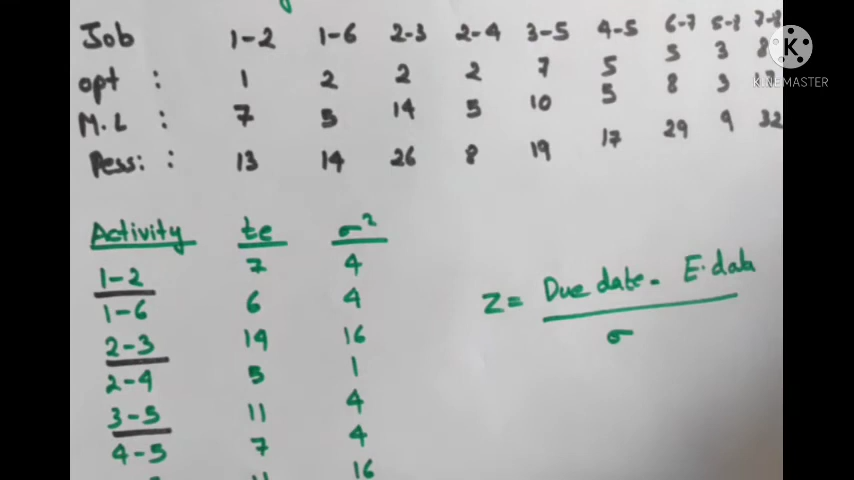 Job 1-2 1-6 2-3 2-4 3-5 4-5 6-7 5-8 7-8
opt : 1 2 2 2 7 5 5 3 8
M.L : 7 5 14 5 10 5 8 3
Pess: : 13 14 26 8 19 17 29 9 32
K
KINEMASTER
Activity te σ²
1-2 7 4
1-6 6 4
2-3 14 16
2-4 5 1
3-5 11 4
4-5 7 4
11 16
Z = Due date - E.data
σ